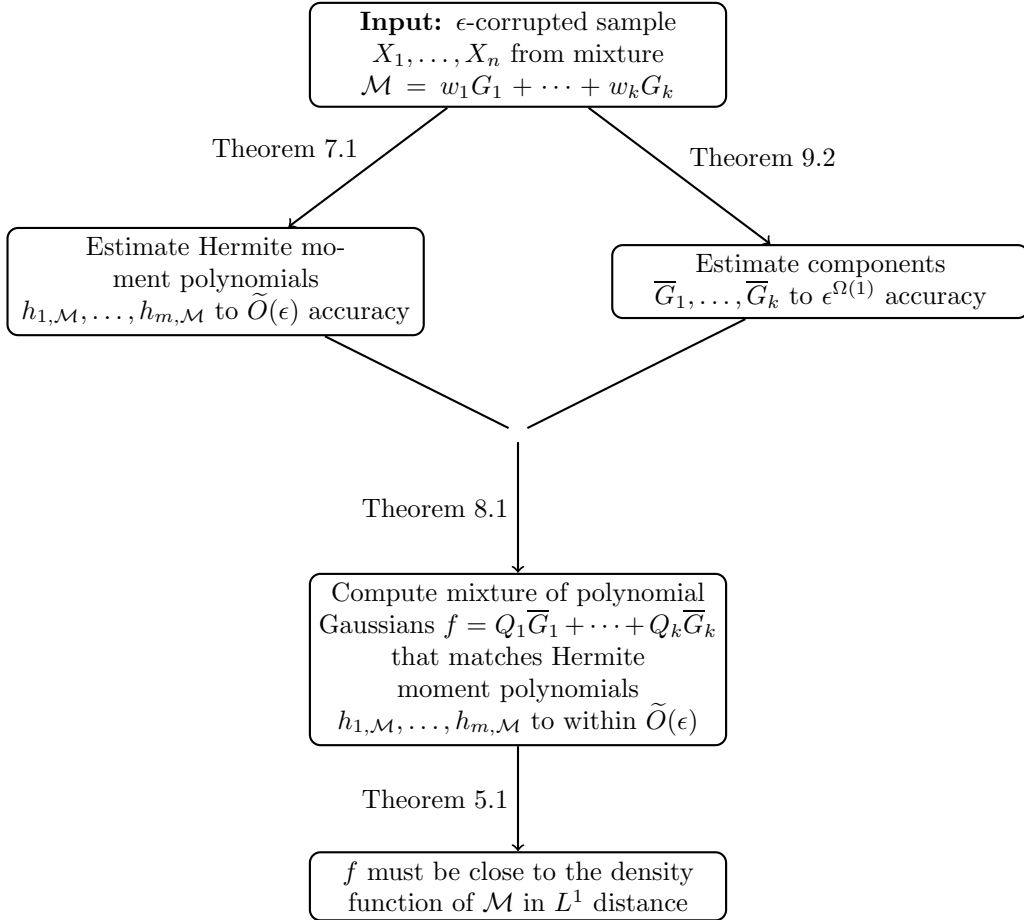 Input: ϵ-corrupted sample
X₁, . . . , Xₙ from mixture
ℳ = w₁G₁ + · · · + wₖGₖ
Theorem 7.1
Theorem 9.2
Estimate Hermite mo-
ment polynomials
h₁,ℳ, . . . , hₘ,ℳ to Õ(ϵ) accuracy
Estimate components
G̅₁, . . . , G̅ₖ to ϵ^Ω(1) accuracy
Theorem 8.1
Compute mixture of polynomial
Gaussians f = Q₁G̅₁ + · · · + QₖG̅ₖ
that matches Hermite
moment polynomials
h₁,ℳ, . . . , hₘ,ℳ to within Õ(ϵ)
Theorem 5.1
f must be close to the density
function of ℳ in L¹ distance